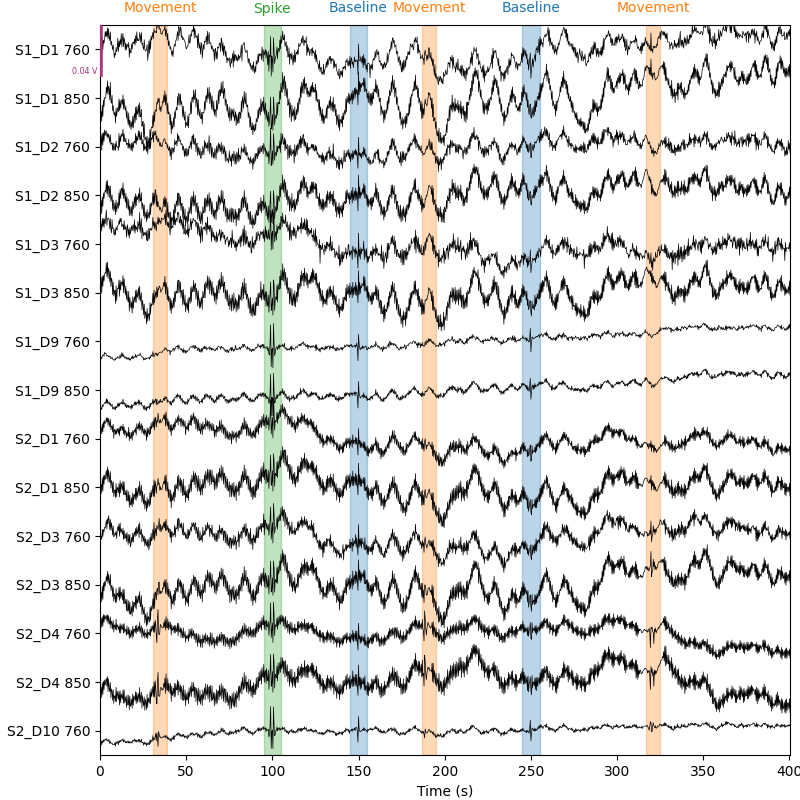 Movement Spike Baseline Movement Baseline Movement
S1_D1 760
0.04 V
S1_D1 850
S1_D2 760
S1_D2 850
S1_D3 760
S1_D3 850
S1_D9 760
S1_D9 850
S2_D1 760
S2_D1 850
S2_D3 760
S2_D3 850
S2_D4 760
S2_D4 850
S2_D10 760
0 50 100 150 200 250 300 350 400
Time (s)